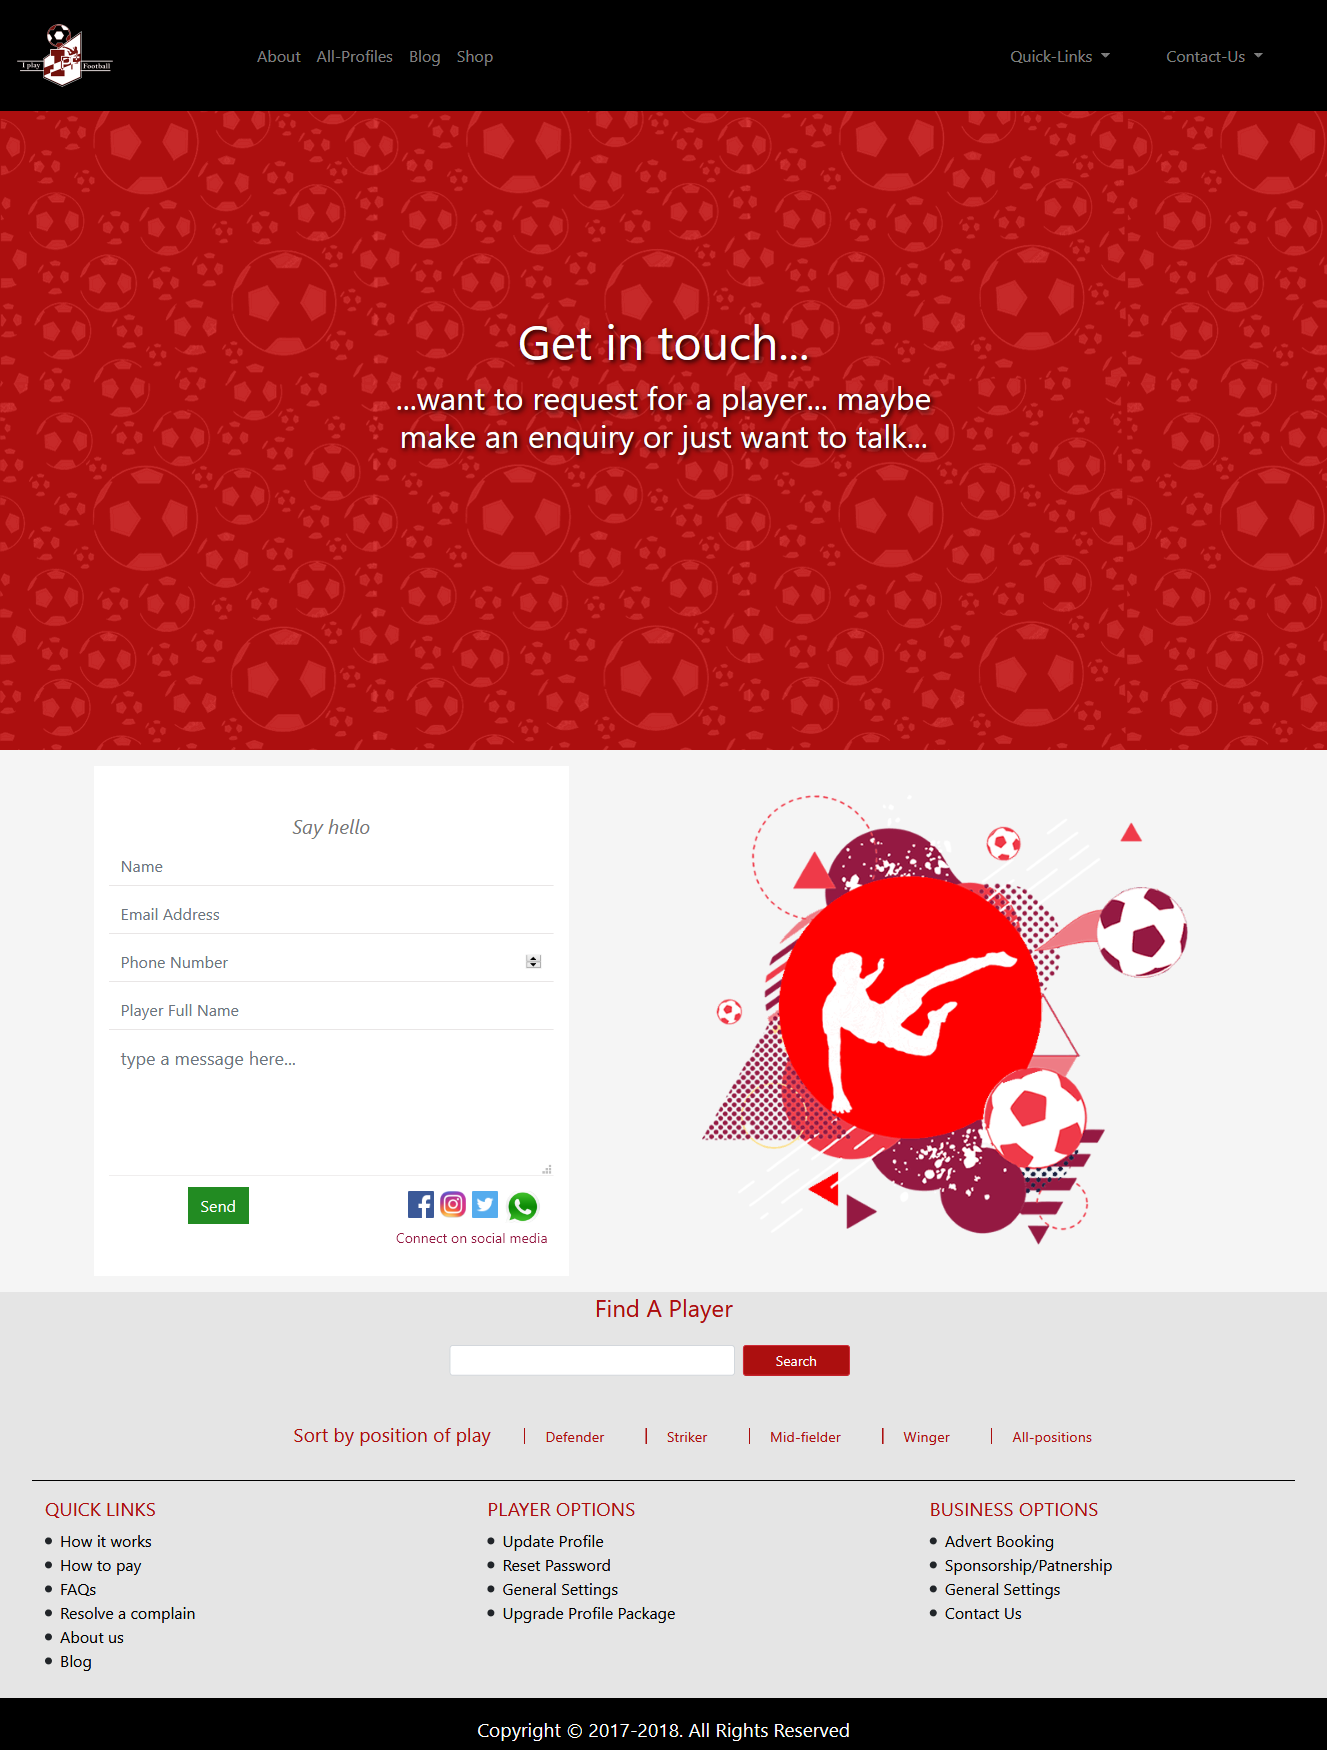 I play Football
About All-Profiles Blog Shop Quick-Links Contact-Us
Get in touch...
...want to request for a player... maybe
make an enquiry or just want to talk...
Say hello
Name
Email Address
Phone Number
Player Full Name
type a message here...
Send
Connect on social media
Find A Player
Search
Sort by position of play Defender Striker Mid-fielder Winger All-positions
QUICK LINKS
How it works
How to pay
FAQs
Resolve a complain
About us
Blog
PLAYER OPTIONS
Update Profile
Reset Password
General Settings
Upgrade Profile Package
BUSINESS OPTIONS
Advert Booking
Sponsorship/Patnership
General Settings
Contact Us
Copyright © 2017-2018. All Rights Reserved